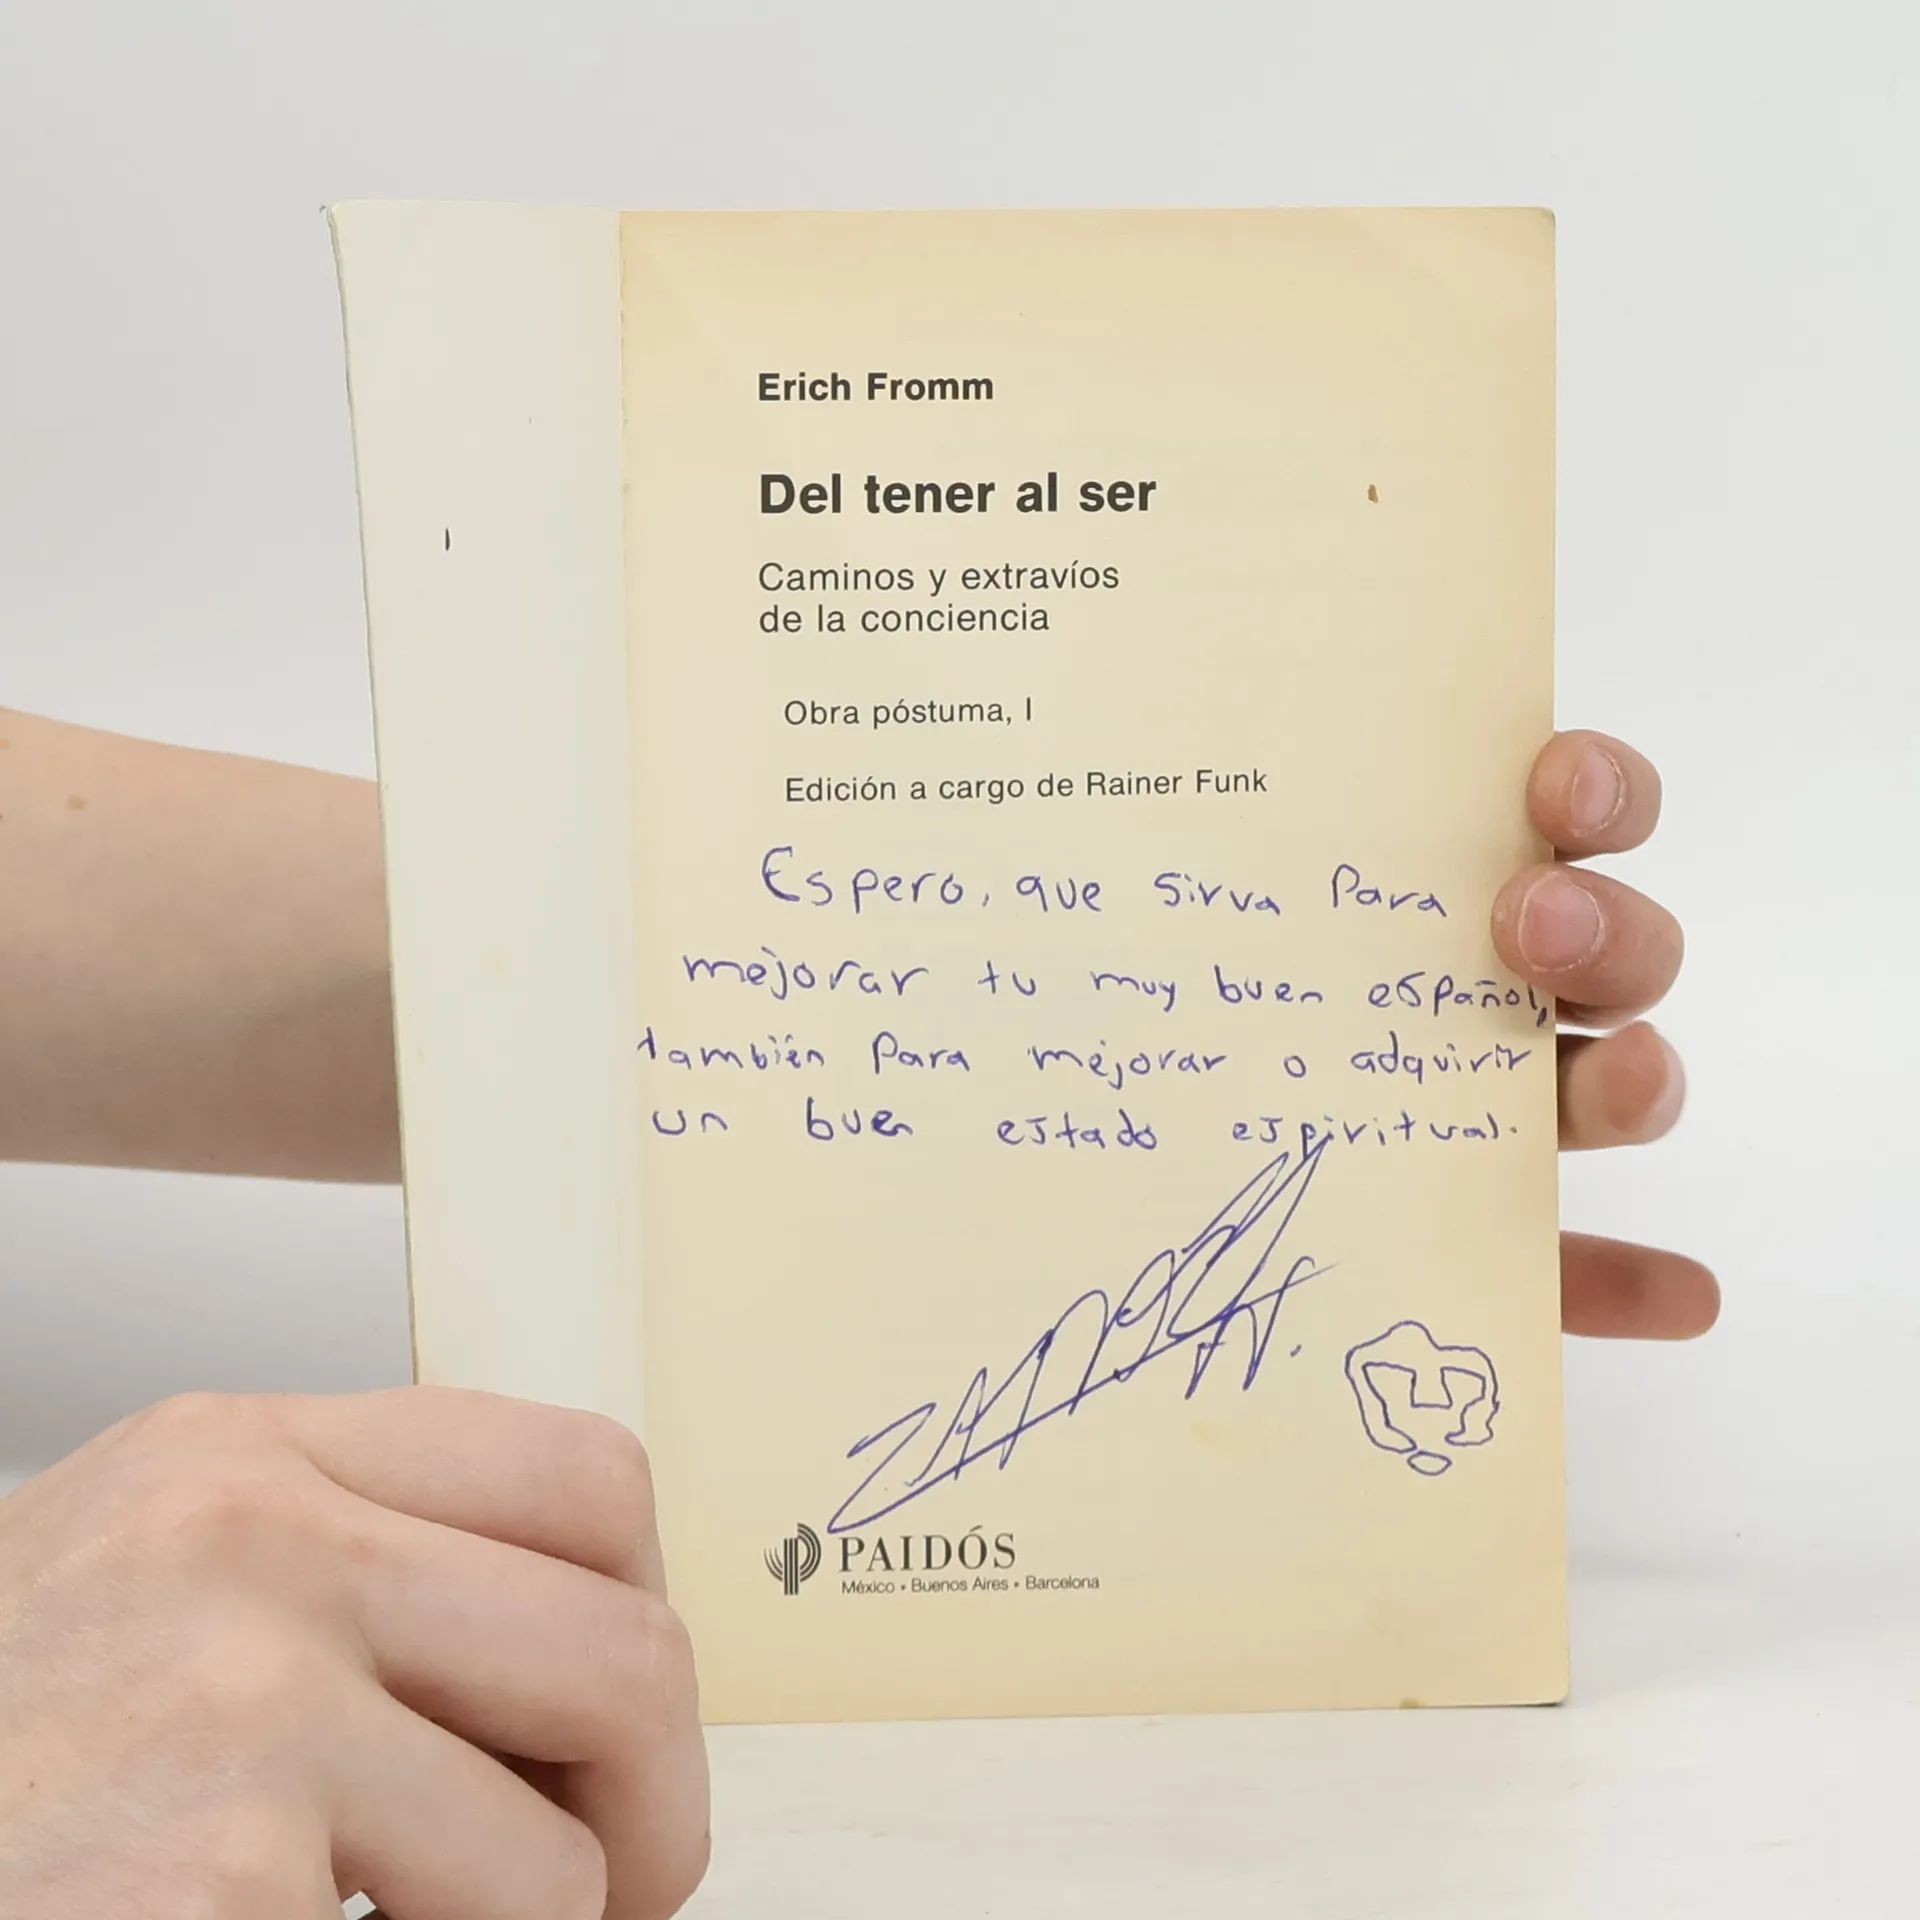 Erich Fromm
Del tener al ser
Caminos y extravíos
de la conciencia
Obra póstuma, I
Edición a cargo de Rainer Funk
Espero, que sirva Para
mejorar tu muy buen español,
también para mejorar o adquirir
un buen estado espiritual.
PAIDÓS
México • Buenos Aires • Barcelona